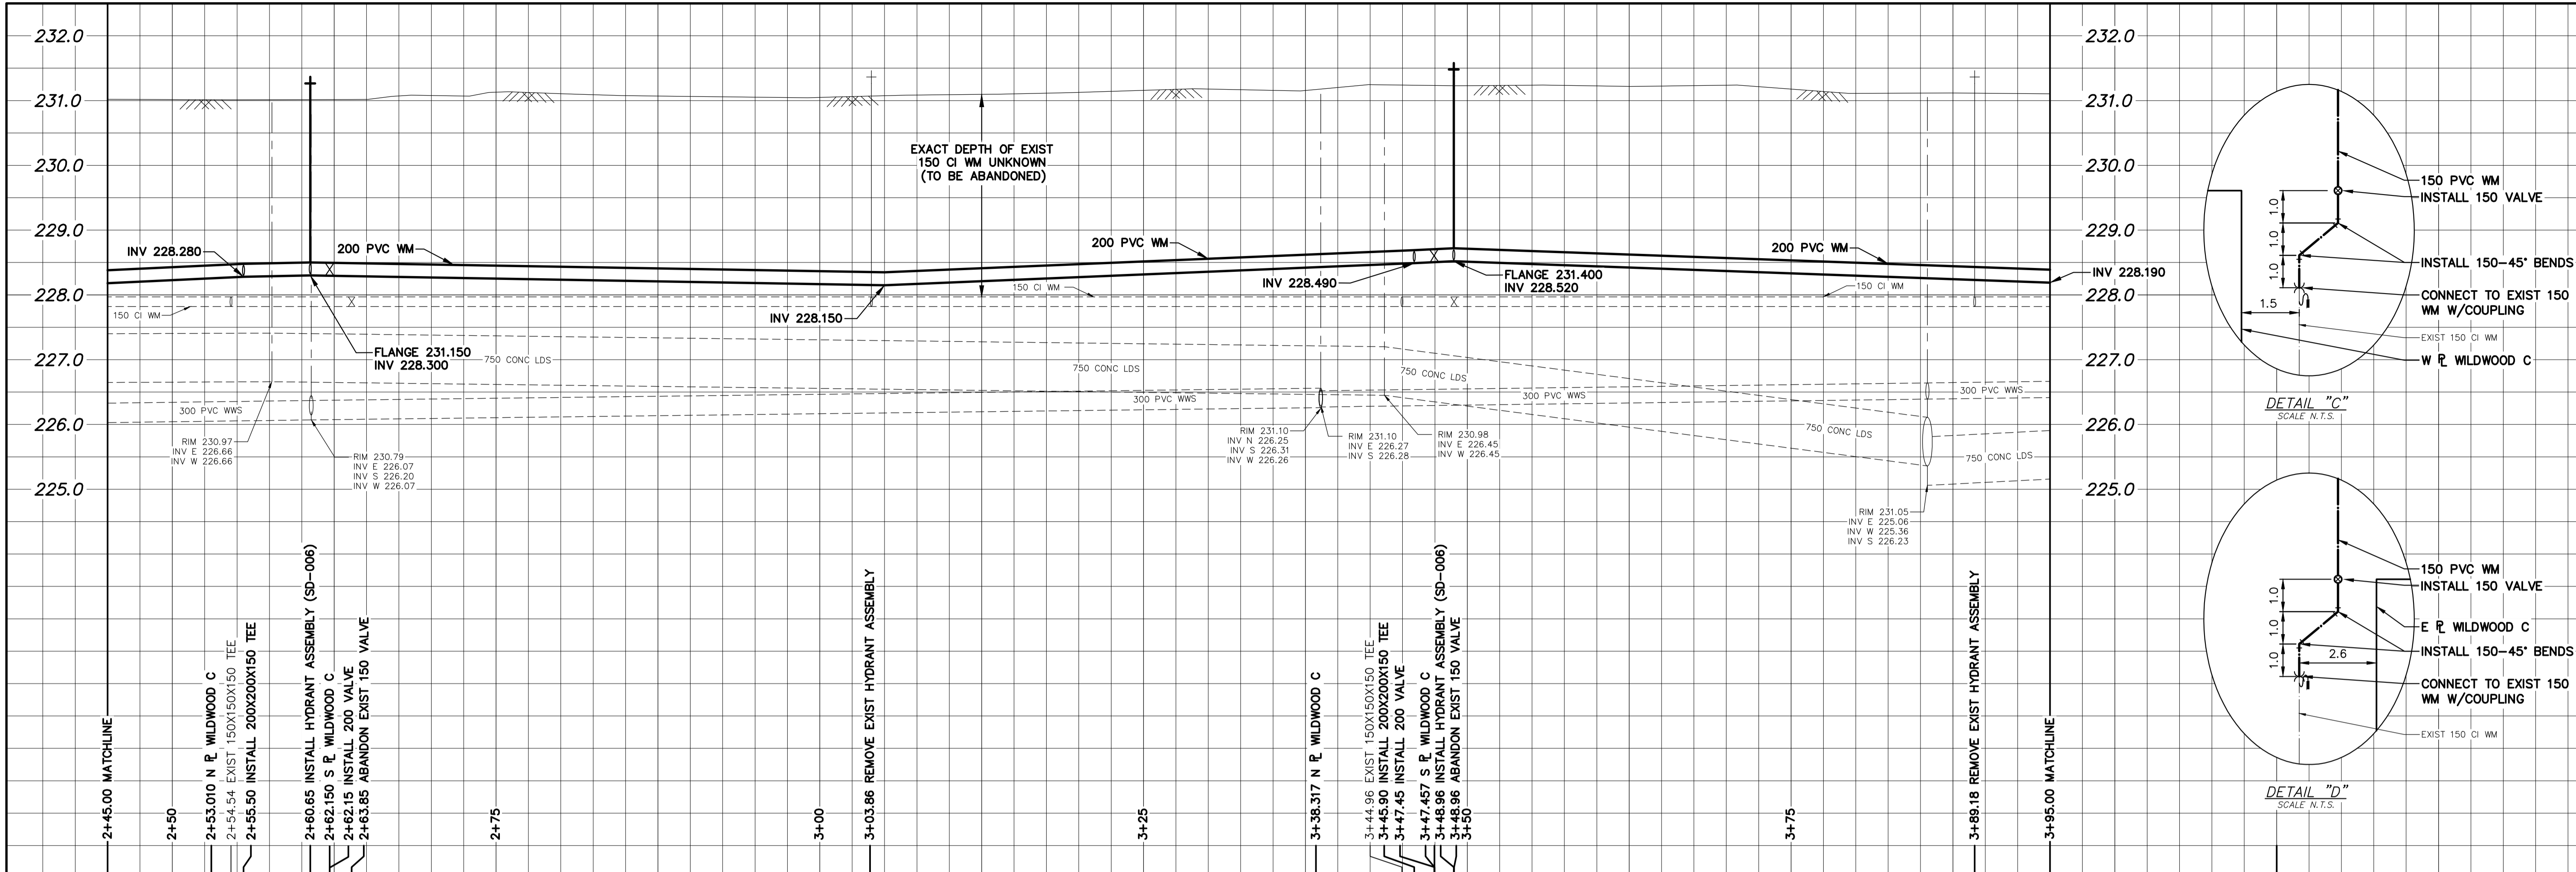 232.0
231.0
230.0
229.0
228.0
227.0
226.0
225.0
232.0
231.0
230.0
229.0
228.0
227.0
226.0
225.0
INV 228.280
200 PVC WM
EXACT DEPTH OF EXIST
150 CI WM UNKNOWN
(TO BE ABANDONED)
200 PVC WM
200 PVC WM
INV 228.490
FLANGE 231.400
INV 228.520
INV 228.190
150 CI WM
150 CI WM
150 CI WM
INV 228.150
FLANGE 231.150
INV 228.300
750 CONC LDS
750 CONC LDS
750 CONC LDS
750 CONC LDS
750 CONC LDS
300 PVC WWS
300 PVC WWS
300 PVC WWS
300 PVC WWS
RIM 230.97
INV E 226.66
INV W 226.66
RIM 230.79
INV E 226.07
INV S 226.20
INV W 226.07
RIM 231.10
INV N 226.25
INV S 226.31
INV W 226.26
RIM 231.10
INV E 226.27
INV S 226.28
RIM 230.98
INV E 226.45
INV W 226.45
RIM 231.05
INV E 225.06
INV W 225.36
INV S 226.23
2+45.00 MATCHLINE
2+50
2+53.010 N ⅊ WILDWOOD C
2+54.54 EXIST 150X150X150 TEE
2+55.50 INSTALL 200X200X150 TEE
2+60.65 INSTALL HYDRANT ASSEMBLY (SD-006)
2+62.150 S ⅊ WILDWOOD C
2+62.15 INSTALL 200 VALVE
2+63.85 ABANDON EXIST 150 VALVE
2+75
3+00
3+03.86 REMOVE EXIST HYDRANT ASSEMBLY
3+25
3+38.317 N ⅊ WILDWOOD C
3+44.96 EXIST 150X150X150 TEE
3+45.90 INSTALL 200X200X150 TEE
3+47.45 INSTALL 200 VALVE
3+47.457 S ⅊ WILDWOOD C
3+48.96 INSTALL HYDRANT ASSEMBLY (SD-006)
3+48.96 ABANDON EXIST 150 VALVE
3+50
3+75
3+89.18 REMOVE EXIST HYDRANT ASSEMBLY
3+95.00 MATCHLINE
150 PVC WM
INSTALL 150 VALVE
1.0
1.0
1.0
INSTALL 150-45° BENDS
CONNECT TO EXIST 150
WM W/COUPLING
1.5
EXIST 150 CI WM
W ⅊ WILDWOOD C
DETAIL "C"
SCALE N.T.S.
150 PVC WM
INSTALL 150 VALVE
1.0
1.0
1.0
E ⅊ WILDWOOD C
INSTALL 150-45° BENDS
2.6
CONNECT TO EXIST 150
WM W/COUPLING
EXIST 150 CI WM
DETAIL "D"
SCALE N.T.S.